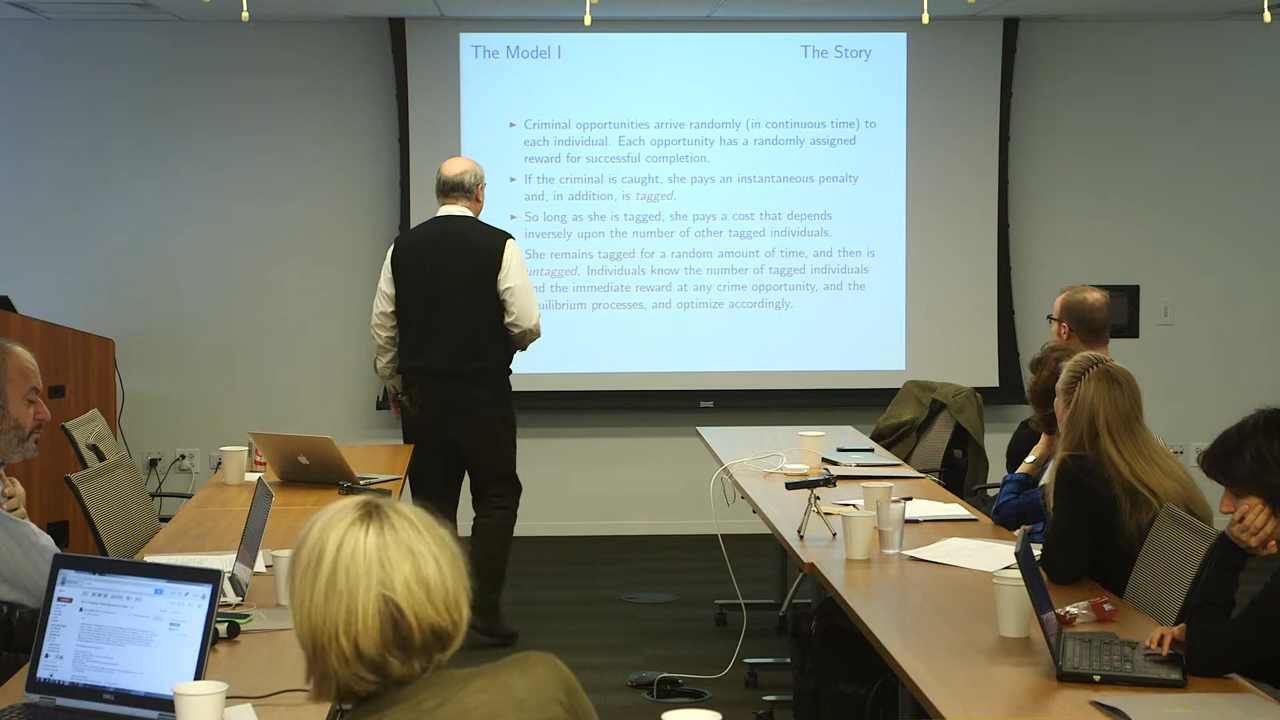 The Model I
The Story
Criminal opportunities arrive randomly (in continuous time) to
each individual. Each opportunity has a randomly assigned
reward for successful completion.
If the criminal is caught, she pays an instantaneous penalty
and, in addition, is tagged.
So long as she is tagged, she pays a cost that depends
inversely upon the number of other tagged individuals.
She remains tagged for a random amount of time, and then is
untagged. Individuals know the number of tagged individuals
nd the immediate reward at any crime opportunity, and the
uilibrium processes, and optimize accordingly.
DELL